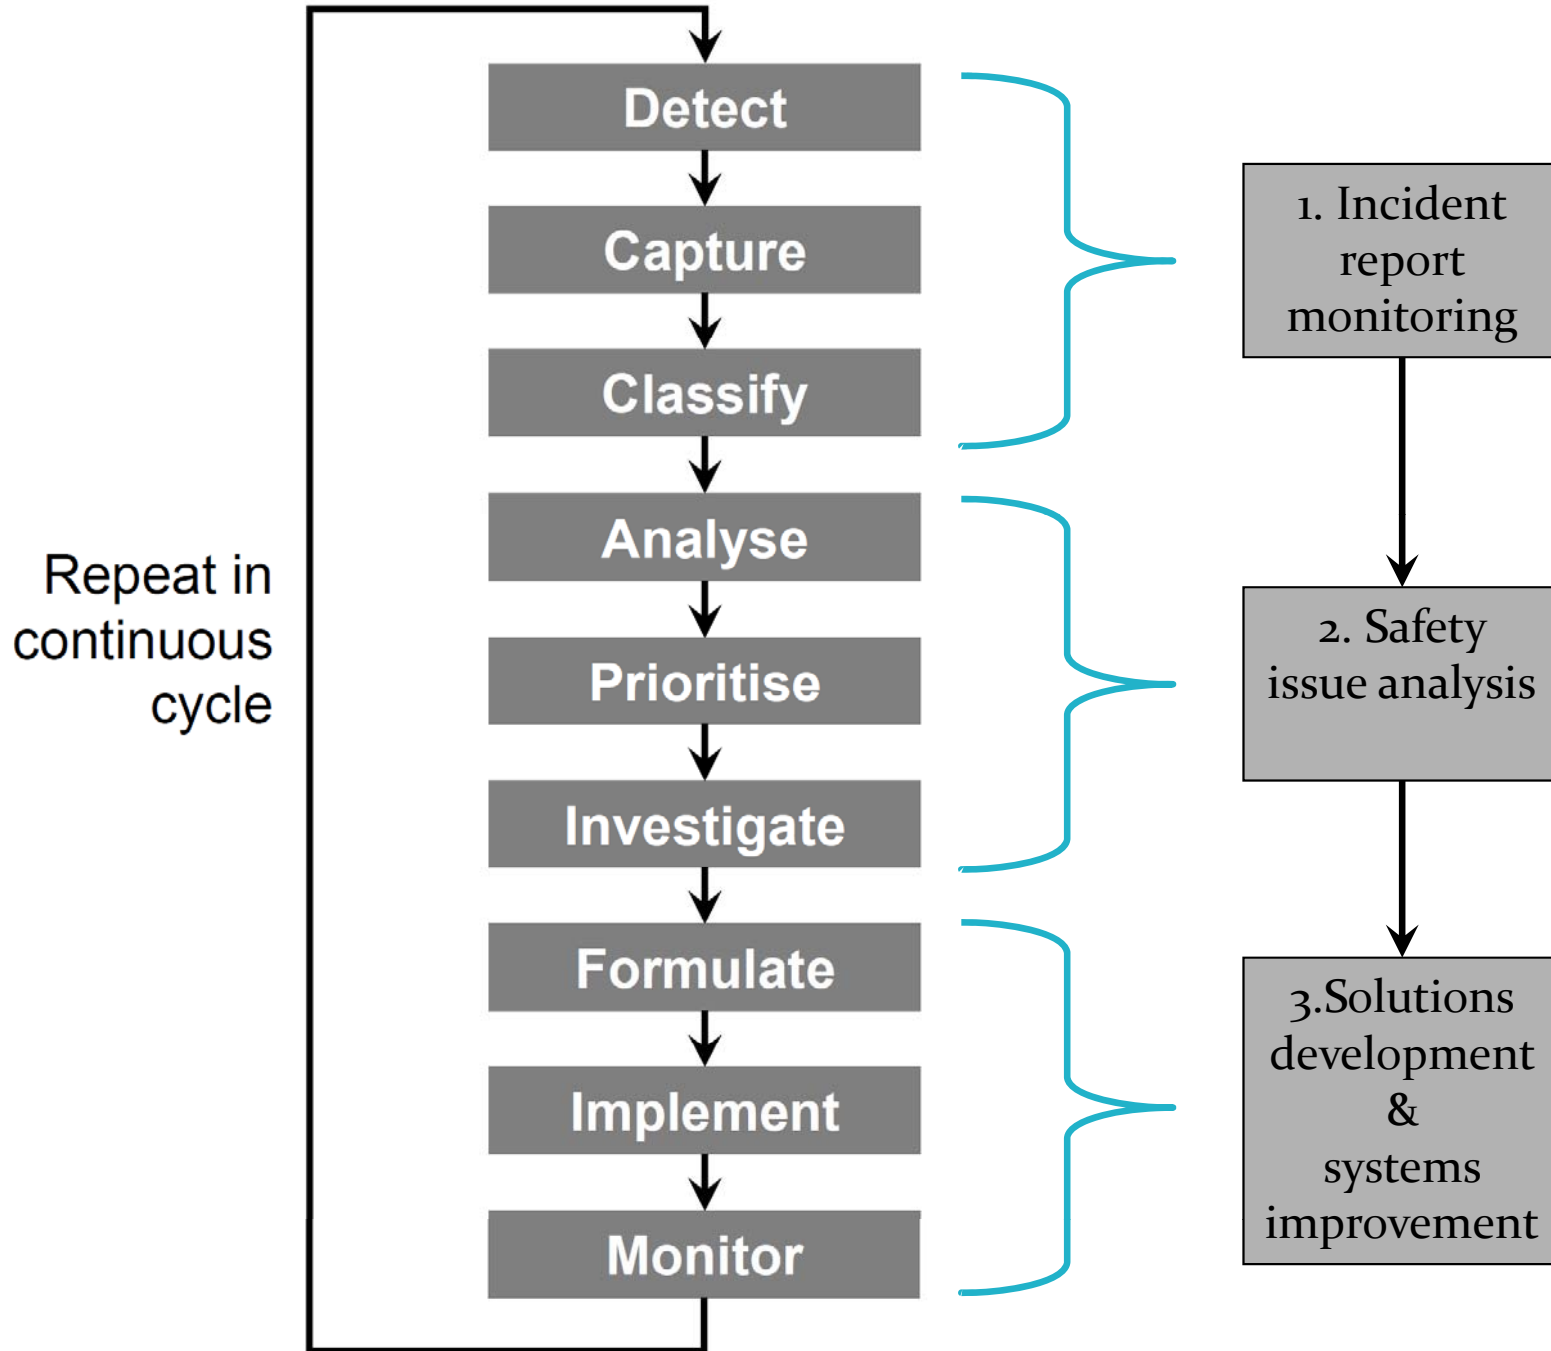 Detect
Capture
Classify
Analyse
Prioritise
Investigate
Formulate
Implement
Monitor
Repeat in
continuous
cycle
1. Incident
report
monitoring
2. Safety
issue analysis
3.Solutions
development
&
systems
improvement